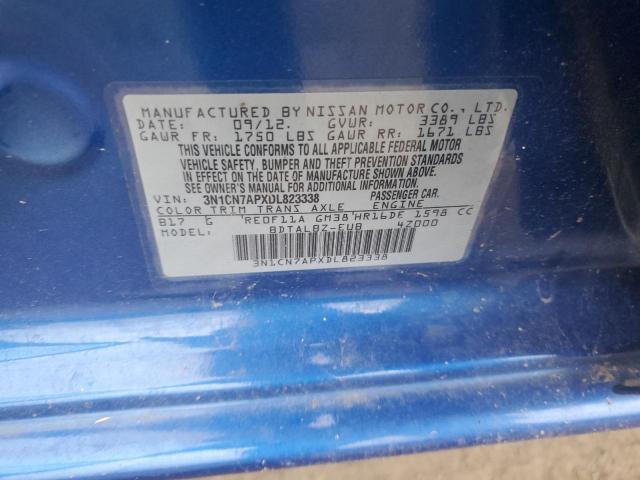 MANUFACTURED BY NISSAN MOTOR CO., LTD.
DATE: 09/12. GVWR: 3389 LBS
GAWR FR: 1750 LBS GAWR RR: 1671 LBS
THIS VEHICLE CONFORMS TO ALL APPLICABLE FEDERAL MOTOR
VEHICLE SAFETY, BUMPER AND THEFT PREVENTION STANDARDS
IN EFFECT ON THE DATE OF MANUFACTURE SHOWN ABOVE.
SEE OWNER'S MANUAL FOR ADDITIONAL INFORMATION.
VIN: 3N1CN7APXDL823338 PASSENGER CAR.
COLOR TRIM TRANS AXLE ENGINE
B17 G RE0F11A GM38 HR16DE 1598 CC
MODEL: BDTALBZ-EUB 4Z000
3N1CN7APXDL823338